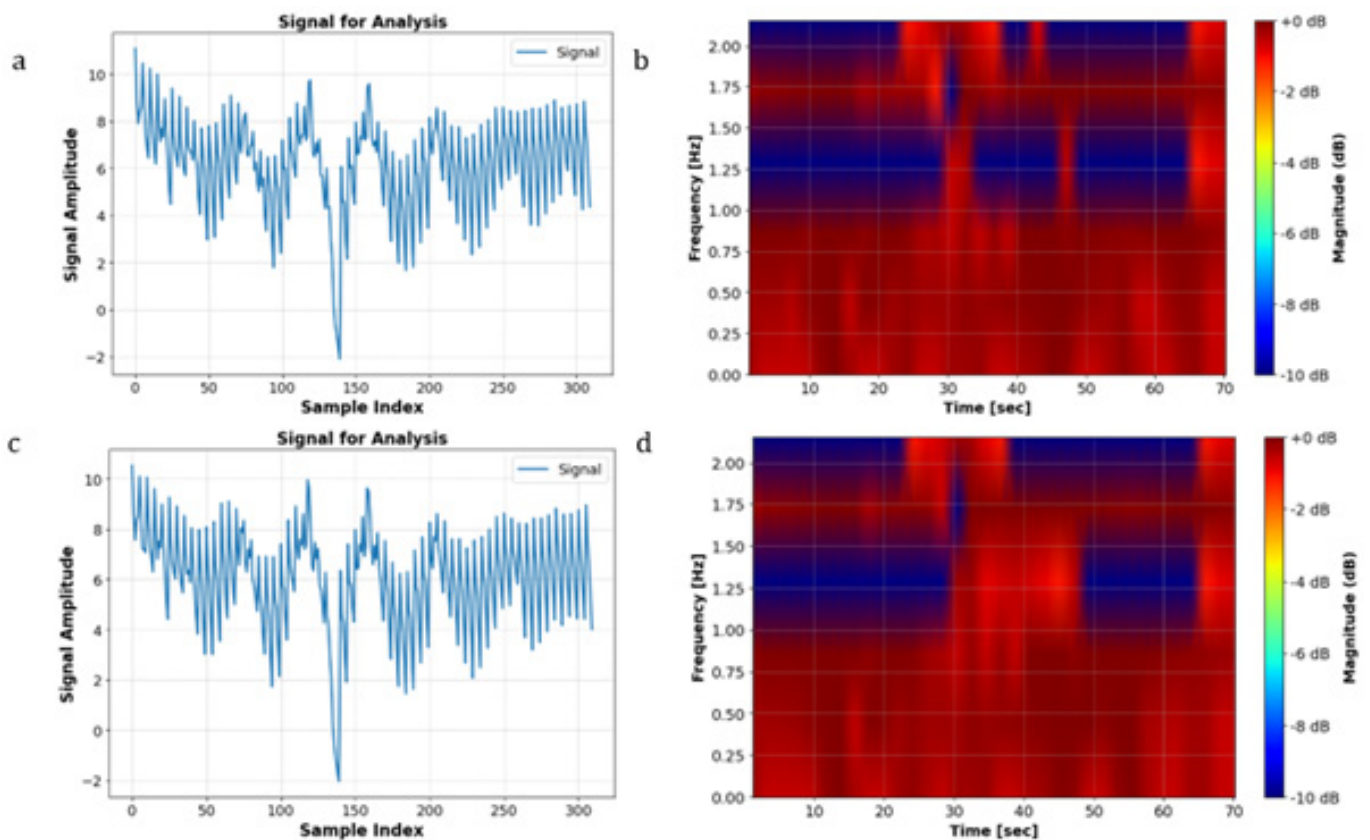 a
Signal for Analysis
Signal
Signal Amplitude
10
8
6
4
2
0
−2
0 50 100 150 200 250 300
Sample Index
b
Frequency [Hz]
2.00
1.75
1.50
1.25
1.00
0.75
0.50
0.25
0.00
10 20 30 40 50 60 70
Time [sec]
+0 dB
-2 dB
-4 dB
-6 dB
-8 dB
-10 dB
Magnitude (dB)
c
Signal for Analysis
Signal
Signal Amplitude
10
8
6
4
2
0
−2
0 50 100 150 200 250 300
Sample Index
d
Frequency [Hz]
2.00
1.75
1.50
1.25
1.00
0.75
0.50
0.25
0.00
10 20 30 40 50 60 70
Time [sec]
+0 dB
-2 dB
-4 dB
-6 dB
-8 dB
-10 dB
Magnitude (dB)